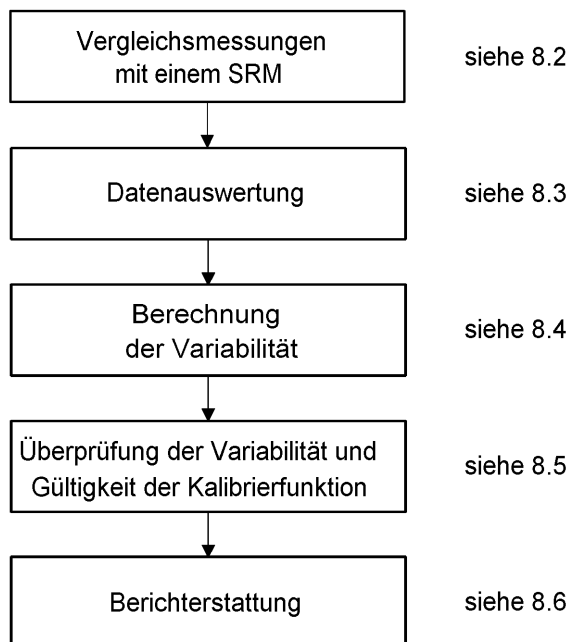 Vergleichsmessungen
mit einem SRM
siehe 8.2
Datenauswertung
siehe 8.3
Berechnung
der Variabilität
siehe 8.4
Überprüfung der Variabilität und
Gültigkeit der Kalibrierfunktion
siehe 8.5
Berichterstattung
siehe 8.6